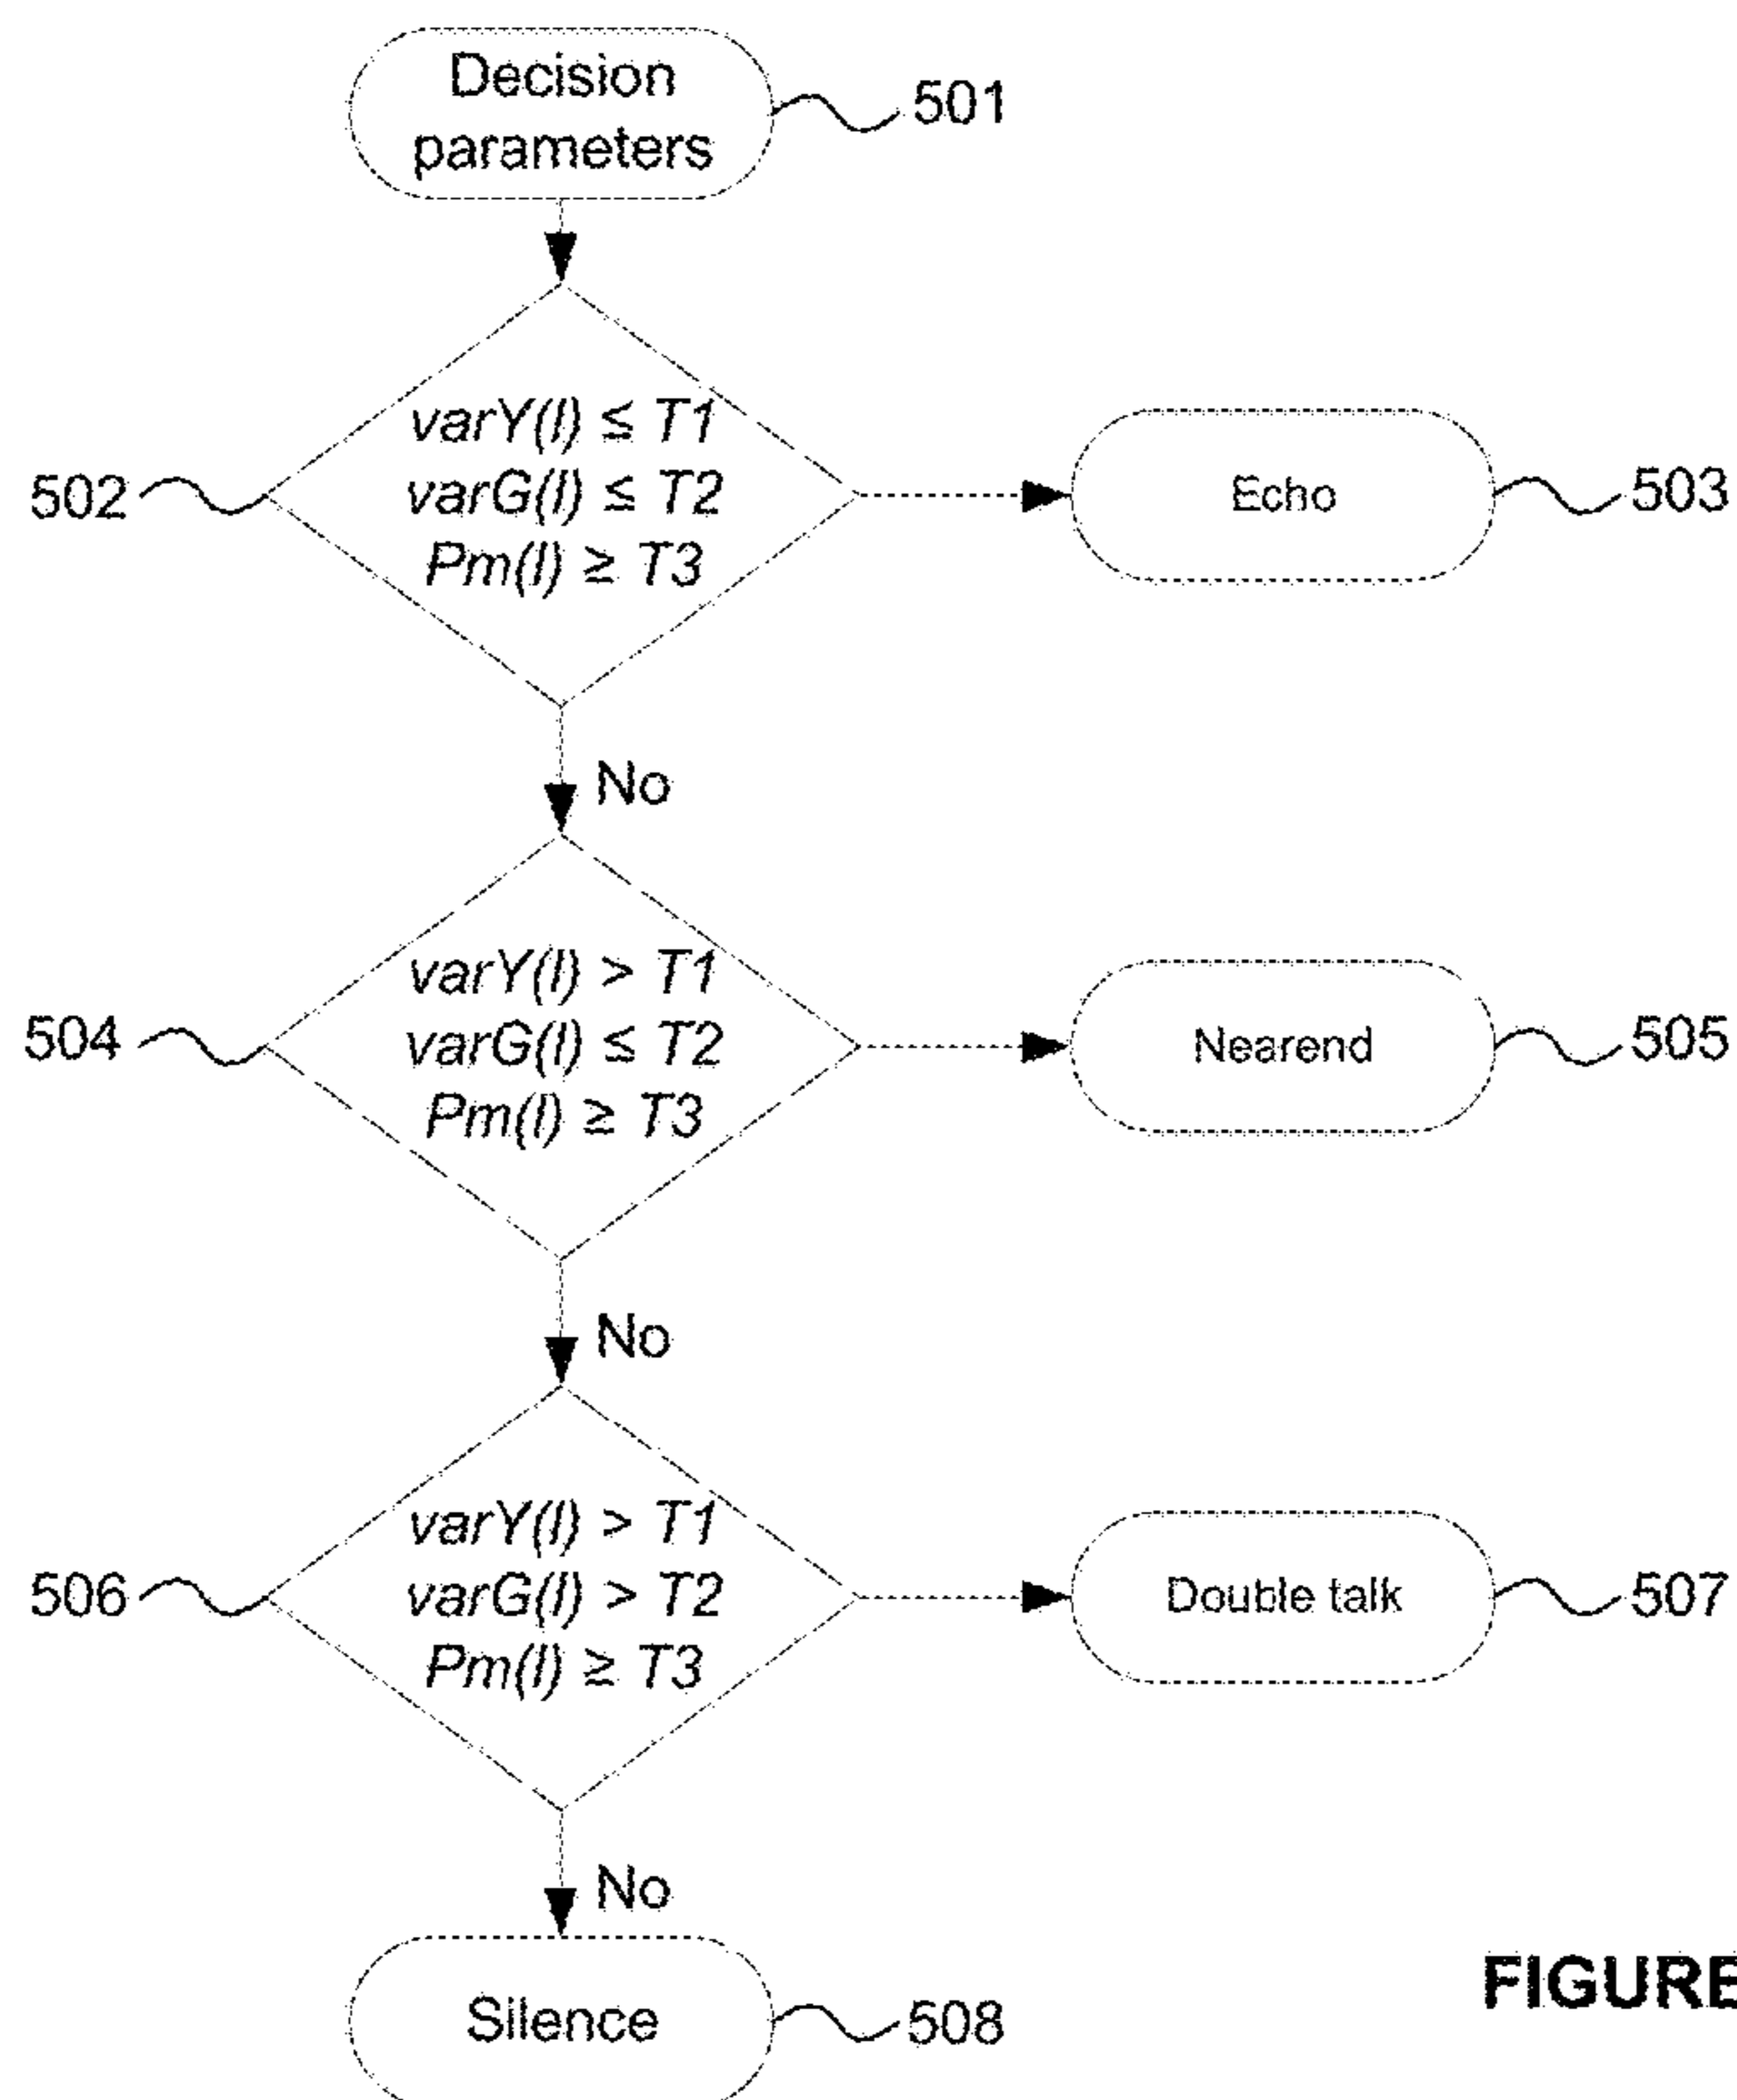 Decision
parameters
501
varY(l) ≤ T1
varG(l) ≤ T2
Pm(l) ≥ T3
502
Echo
503
No
varY(l) > T1
varG(l) ≤ T2
Pm(l) ≥ T3
504
Nearend
505
No
varY(l) > T1
varG(l) > T2
Pm(l) ≥ T3
506
Double talk
507
No
Silence
508
FIGURE